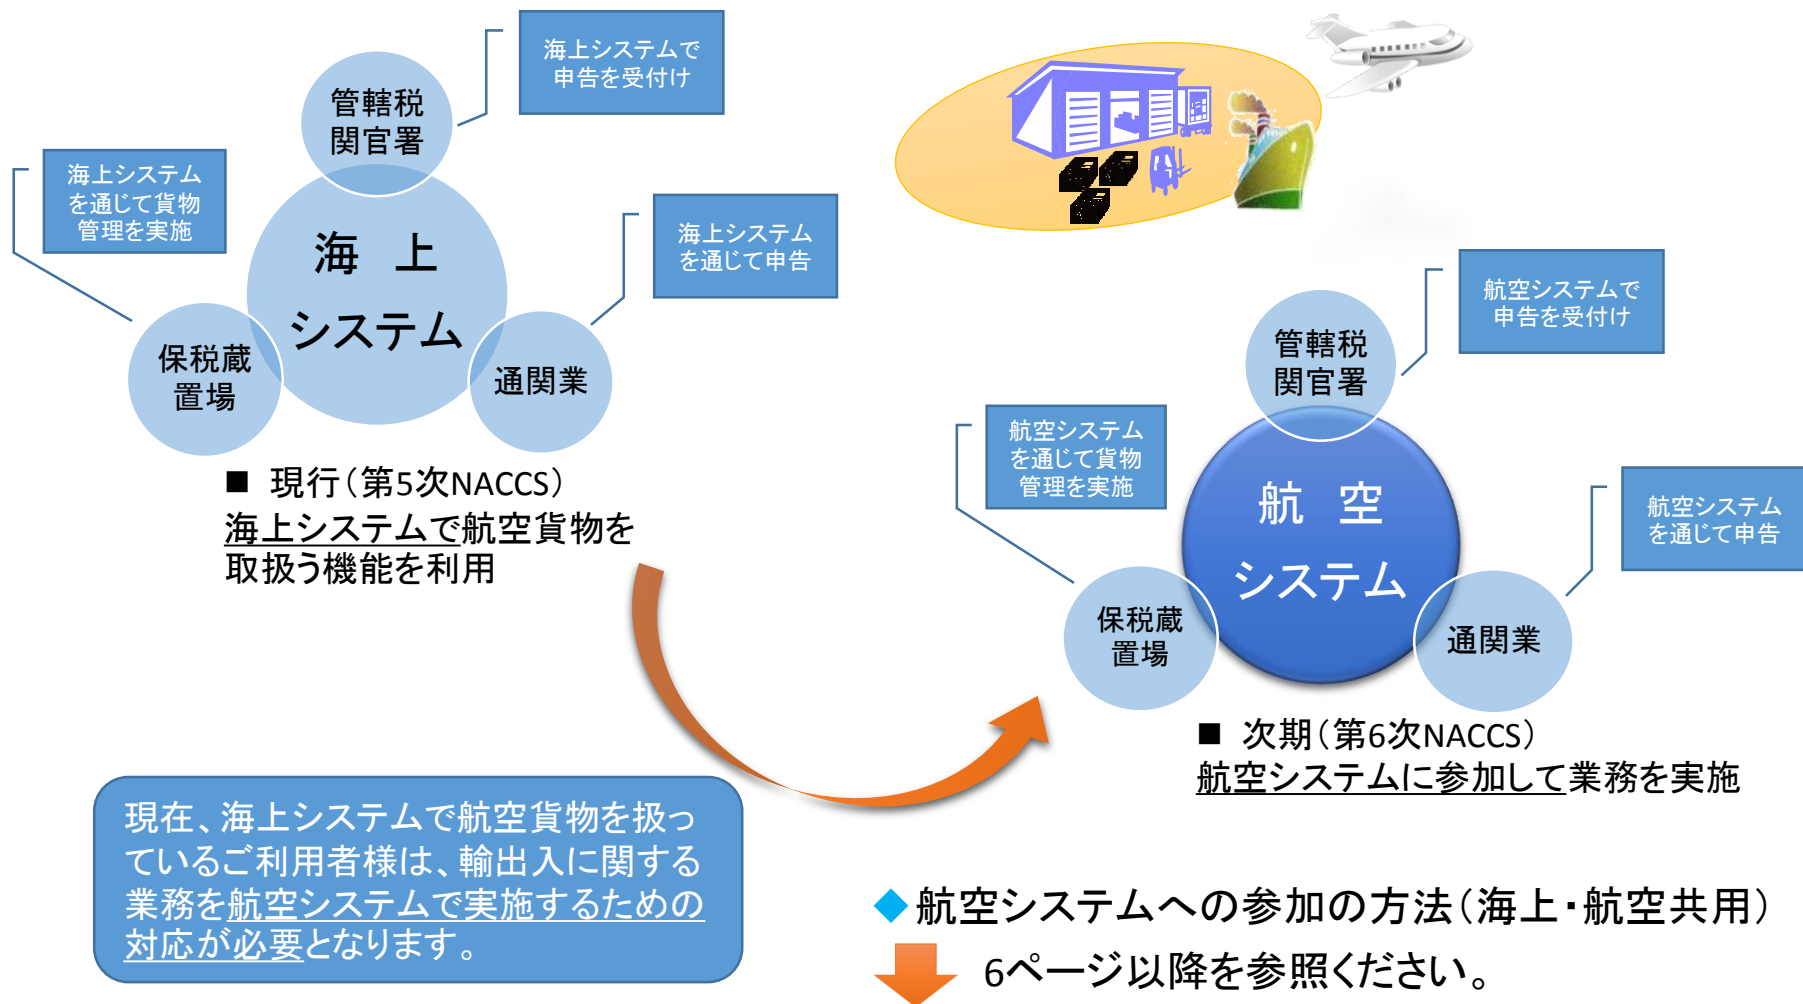 海上システムで
申告を受付け
管轄税
関官署
海上システム
を通じて貨物
管理を実施
海　上
システム
海上システム
を通じて申告
保税蔵
置場
通関業
■ 現行（第5次NACCS）
海上システムで航空貨物を
取扱う機能を利用
航空システムで
申告を受付け
管轄税
関官署
航空システム
を通じて貨物
管理を実施
航　空
システム
航空システム
を通じて申告
保税蔵
置場
通関業
■ 次期（第6次NACCS）
航空システムに参加して業務を実施
現在、海上システムで航空貨物を扱っ
ているご利用者様は、輸出入に関する
業務を航空システムで実施するための
対応が必要となります。
◆航空システムへの参加の方法（海上・航空共用）
6ページ以降を参照ください。